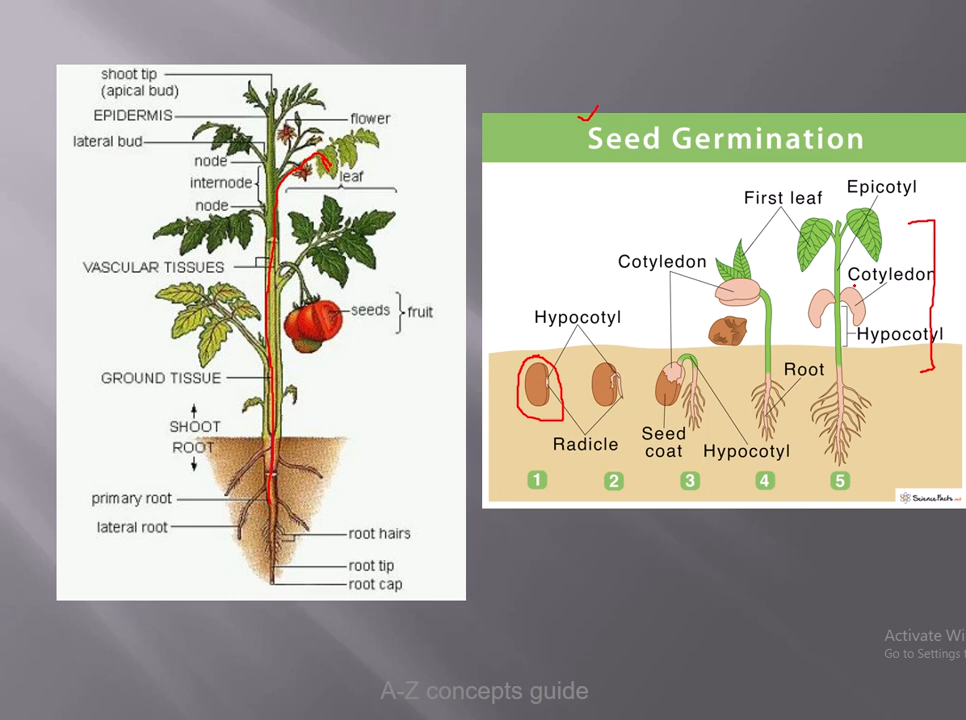 shoot tip
(apical bud)
EPIDERMIS
flower
lateral bud
node
leaf
internode
node
VASCULAR TISSUES
seeds
fruit
GROUND TISSUE
SHOOT
ROOT
primary root
lateral root
root hairs
root tip
root cap
Seed Germination
First leaf
Epicotyl
Cotyledon
Cotyledon
Hypocotyl
Hypocotyl
Root
Radicle
Seed
coat
Hypocotyl
1 2 3 4 5
ScienceFacts.net
Activate Wi
Go to Settings t
A-Z concepts guide